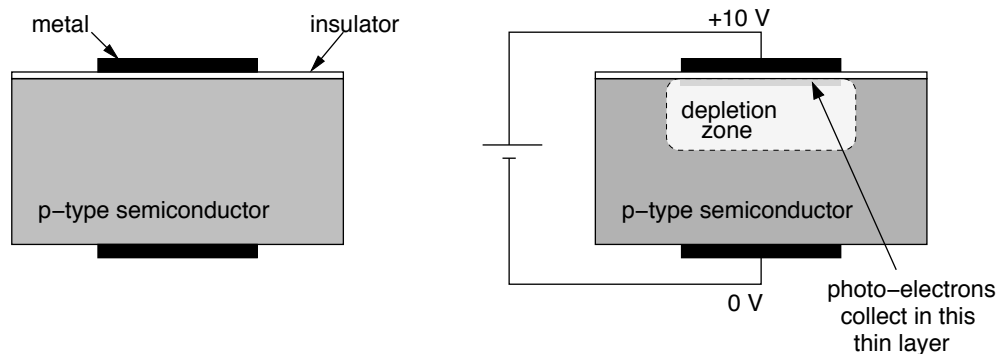 metal
insulator
p−type semiconductor
+10 V
depletion
zone
p−type semiconductor
0 V
photo−electrons
collect in this
thin layer